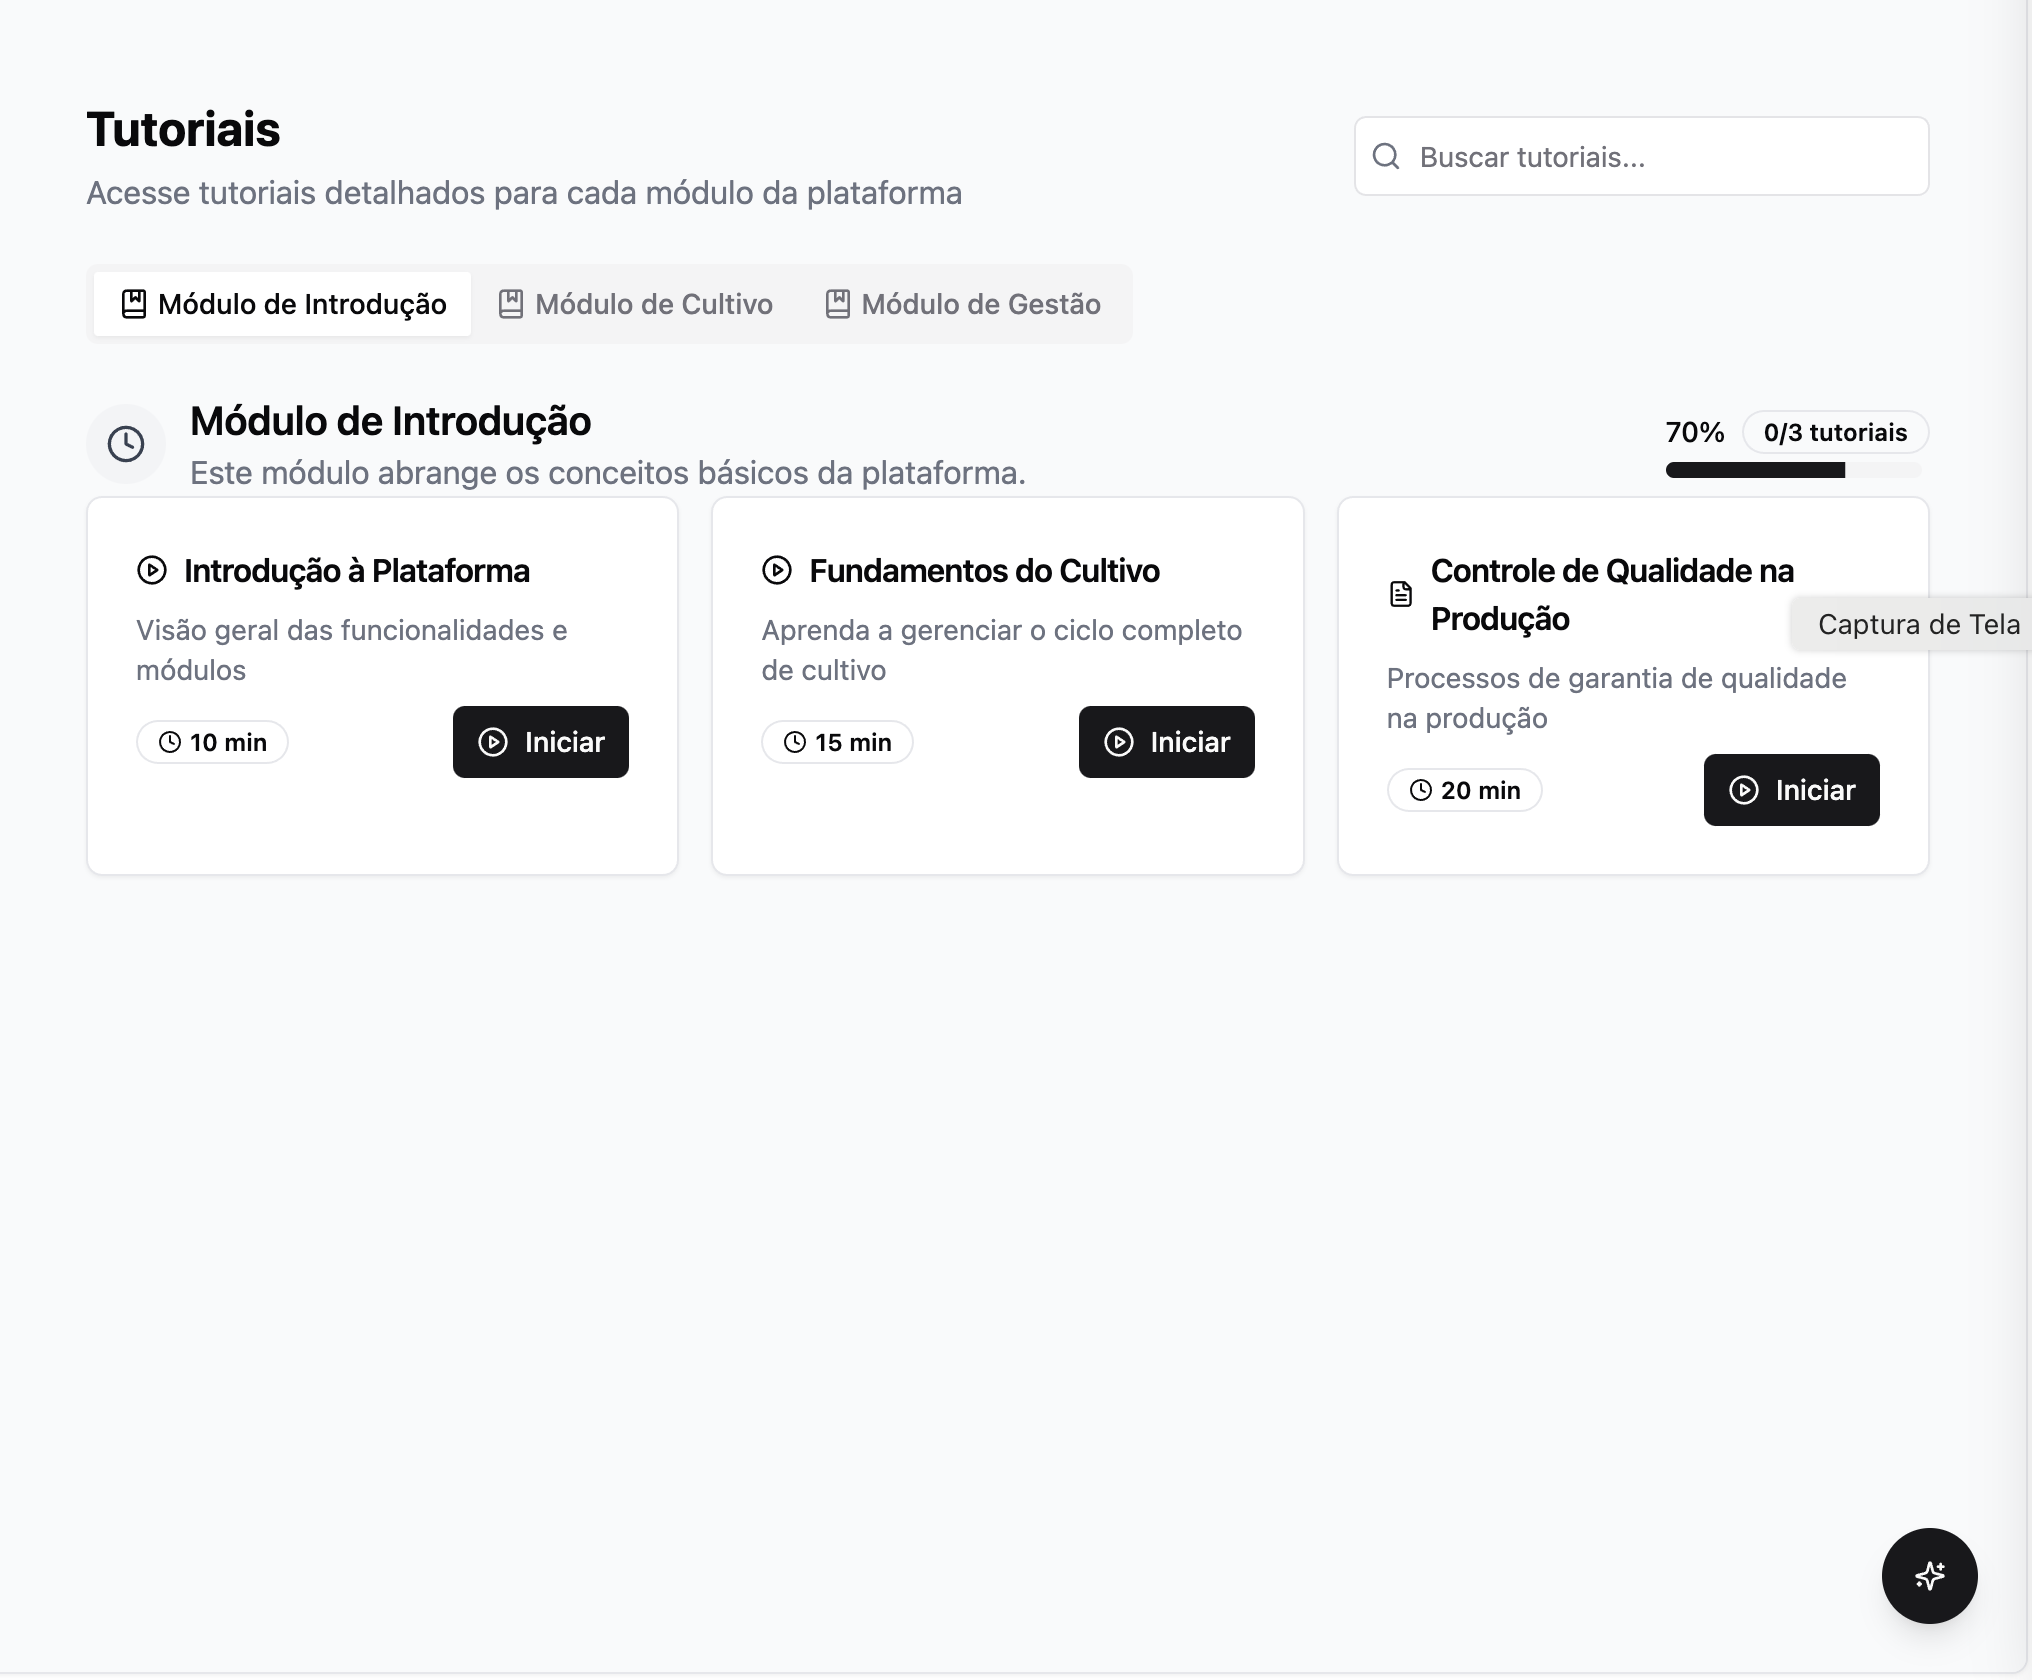 Tutoriais
Acesse tutoriais detalhados para cada módulo da plataforma
Buscar tutoriais...
Módulo de Introdução
Módulo de Cultivo
Módulo de Gestão
Módulo de Introdução
Este módulo abrange os conceitos básicos da plataforma.
70%
0/3 tutoriais
Introdução à Plataforma
Visão geral das funcionalidades e
módulos
10 min
Iniciar
Fundamentos do Cultivo
Aprenda a gerenciar o ciclo completo
de cultivo
15 min
Iniciar
Controle de Qualidade na
Produção
Processos de garantia de qualidade
na produção
20 min
Iniciar
Captura de Tela